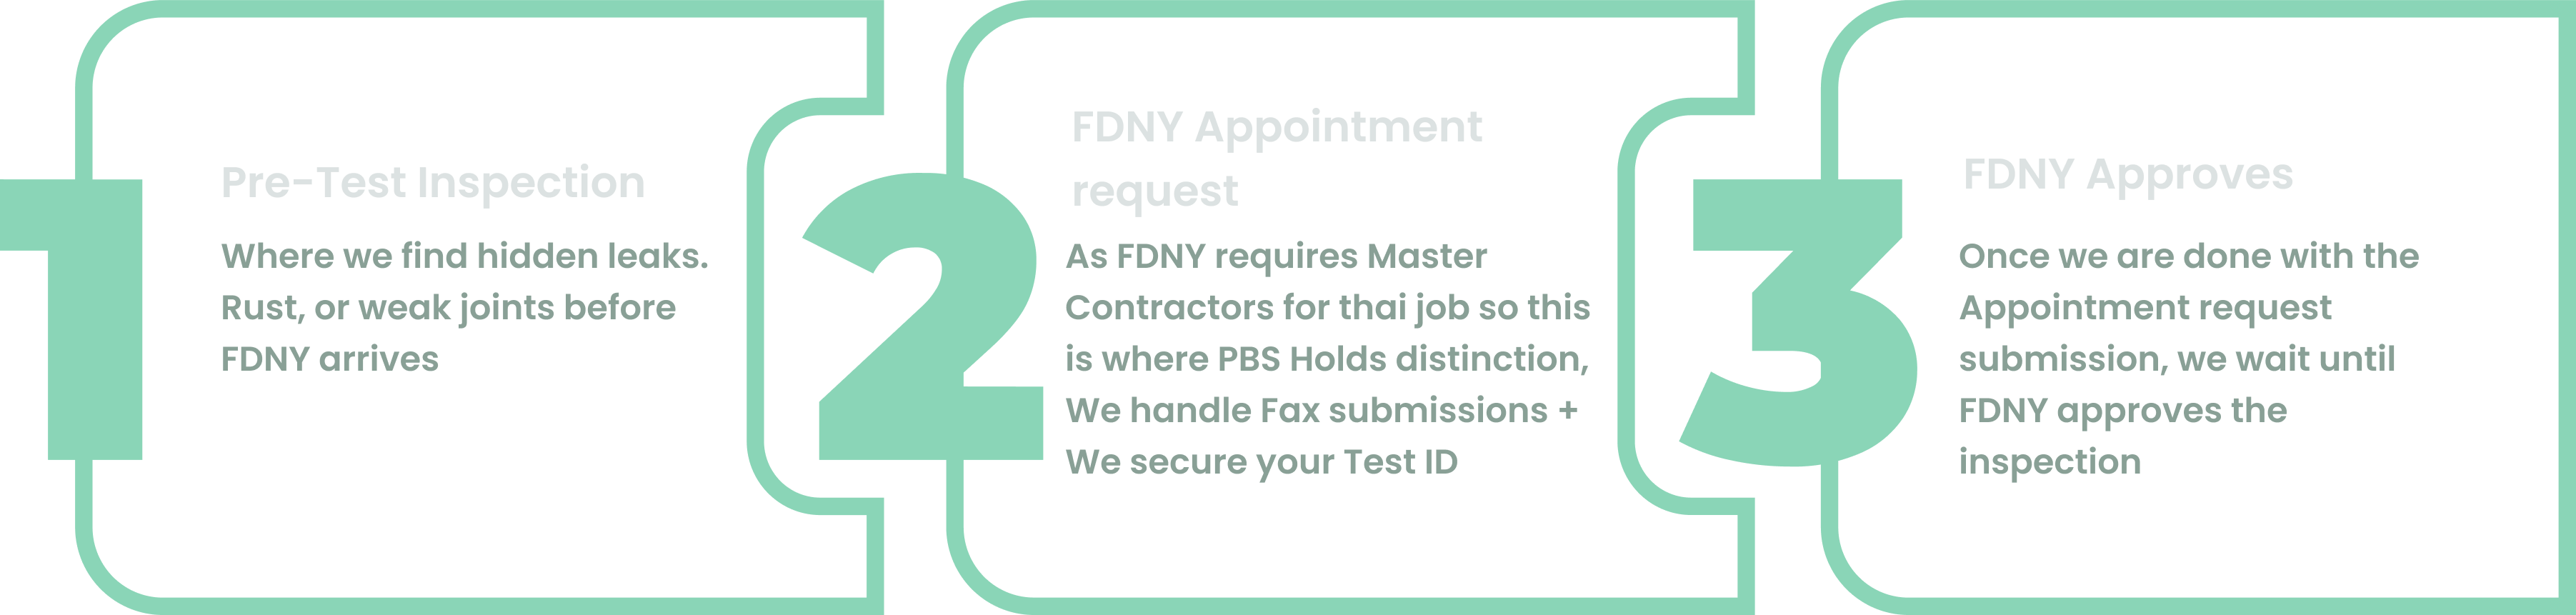 1
Pre-Test Inspection
Where we find hidden leaks.
Rust, or weak joints before
FDNY arrives
2
FDNY Appointment
request
As FDNY requires Master
Contractors for thai job so this
is where PBS Holds distinction,
We handle Fax submissions +
We secure your Test ID
3
FDNY Approves
Once we are done with the
Appointment request
submission, we wait until
FDNY approves the
inspection